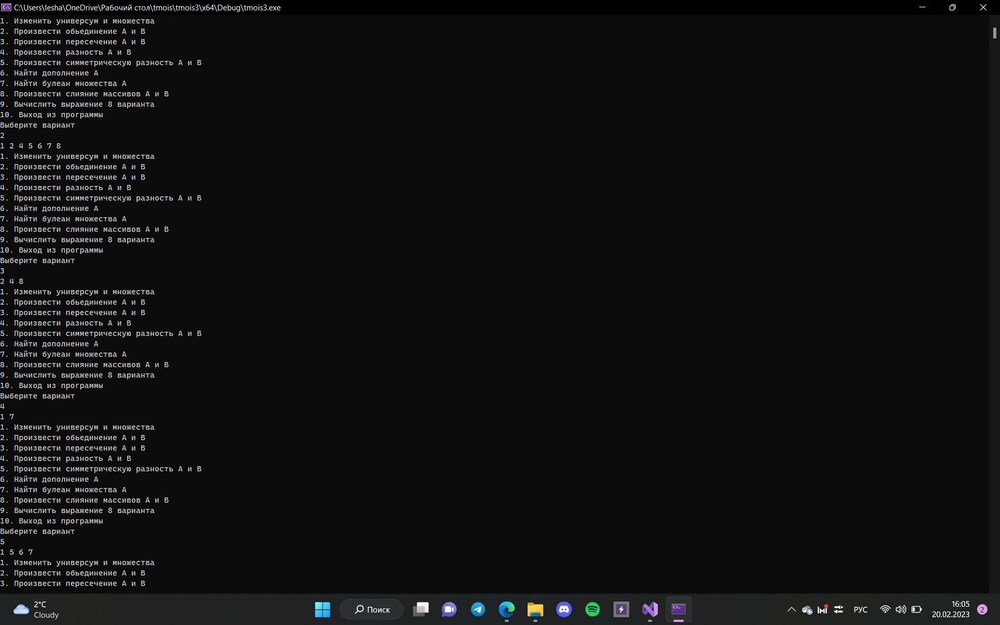 C:\Users\lesha\OneDrive\Рабочий стол\tmois\tmois3\x64\Debug\tmois3.exe
1. Изменить универсум и множества
2. Произвести обьединение А и В
3. Произвести пересечение А и В
4. Произвести разность А и В
5. Произвести симметрическую разность А и В
6. Найти дополнение А
7. Найти булеан множества А
8. Произвести слияние массивов А и В
9. Вычислить выражение 8 варианта
10. Выход из программы
Выберите вариант
2
1 2 4 5 6 7 8
1. Изменить универсум и множества
2. Произвести обьединение А и В
3. Произвести пересечение А и В
4. Произвести разность А и В
5. Произвести симметрическую разность А и В
6. Найти дополнение А
7. Найти булеан множества А
8. Произвести слияние массивов А и В
9. Вычислить выражение 8 варианта
10. Выход из программы
Выберите вариант
3
2 4 8
1. Изменить универсум и множества
2. Произвести обьединение А и В
3. Произвести пересечение А и В
4. Произвести разность А и В
5. Произвести симметрическую разность А и В
6. Найти дополнение А
7. Найти булеан множества А
8. Произвести слияние массивов А и В
9. Вычислить выражение 8 варианта
10. Выход из программы
Выберите вариант
4
1 7
1. Изменить универсум и множества
2. Произвести обьединение А и В
3. Произвести пересечение А и В
4. Произвести разность А и В
5. Произвести симметрическую разность А и В
6. Найти дополнение А
7. Найти булеан множества А
8. Произвести слияние массивов А и В
9. Вычислить выражение 8 варианта
10. Выход из программы
Выберите вариант
5
1 5 6 7
1. Изменить универсум и множества
2. Произвести обьединение А и В
3. Произвести пересечение А и В
2°C
Cloudy
Поиск
РУС
16:05
20.02.2023
2